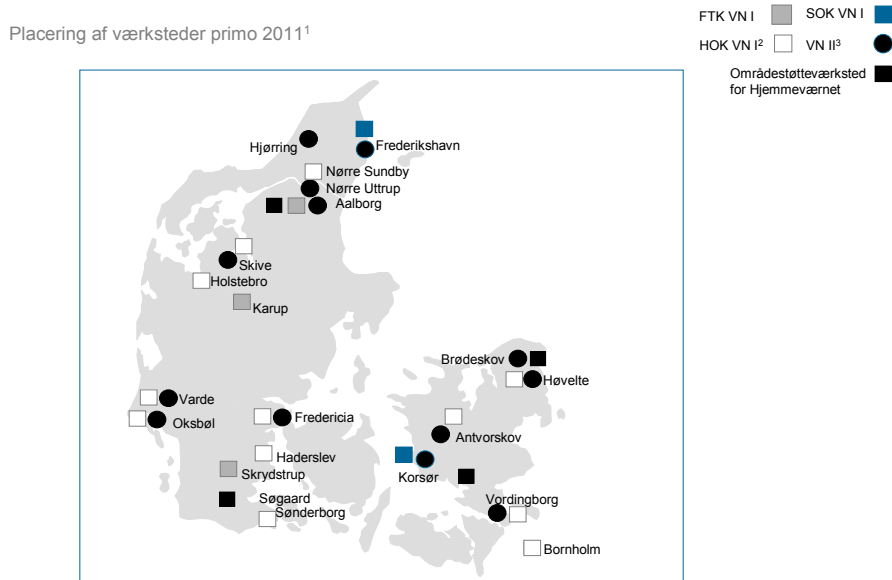 Placering af værksteder primo 2011¹
FTK VN I
SOK VN I
HOK VN I²
VN II³
Områdestøtteværksted
for Hjemmeværnet
Hjørring
Frederikshavn
Nørre Sundby
Nørre Uttrup
Aalborg
Skive
Holstebro
Karup
Brødeskov
Høvelte
Varde
Oksbøl
Fredericia
Antvorskov
Haderslev
Skrydstrup
Korsør
Søgaard
Sønderborg
Vordingborg
Bornholm